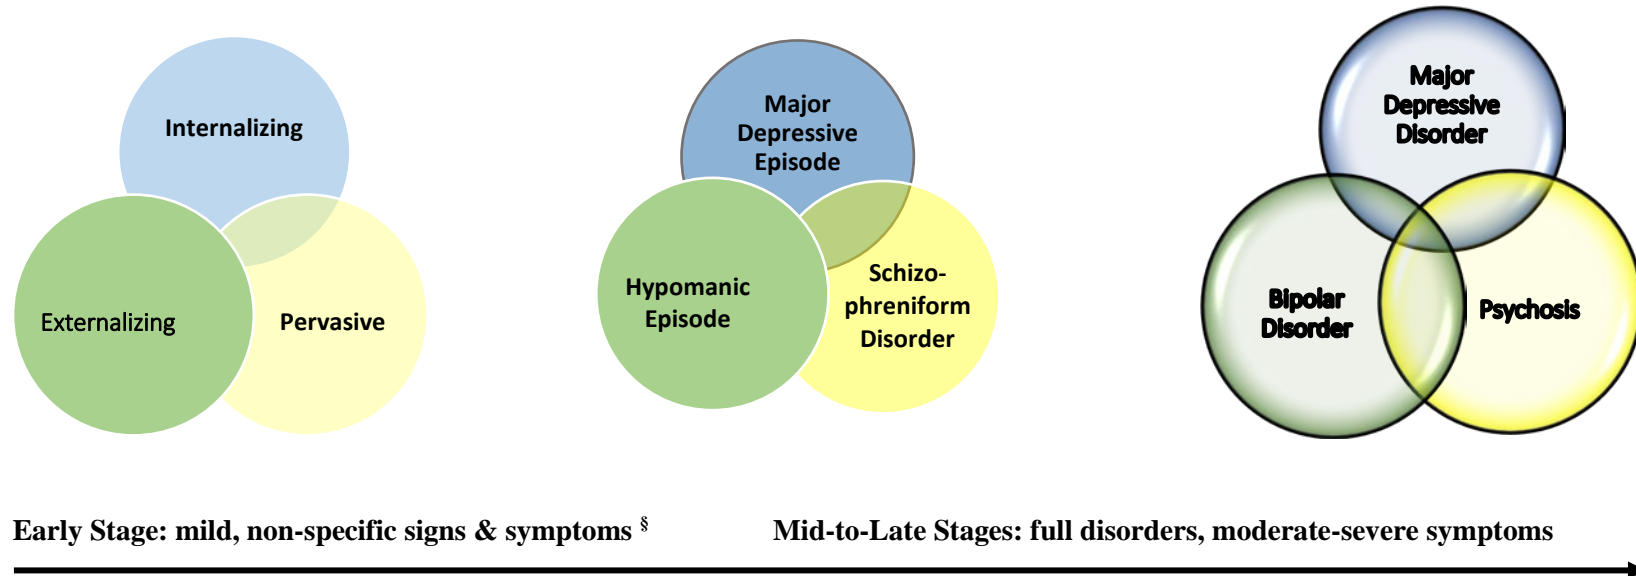 Internalizing
Externalizing
Pervasive
Major
Depressive
Episode
Hypomanic
Episode
Schizo-
phreniform
Disorder
Major
Depressive
Disorder
Bipolar
Disorder
Psychosis
Early Stage: mild, non-specific signs & symptoms §
Mid-to-Late Stages: full disorders, moderate-severe symptoms